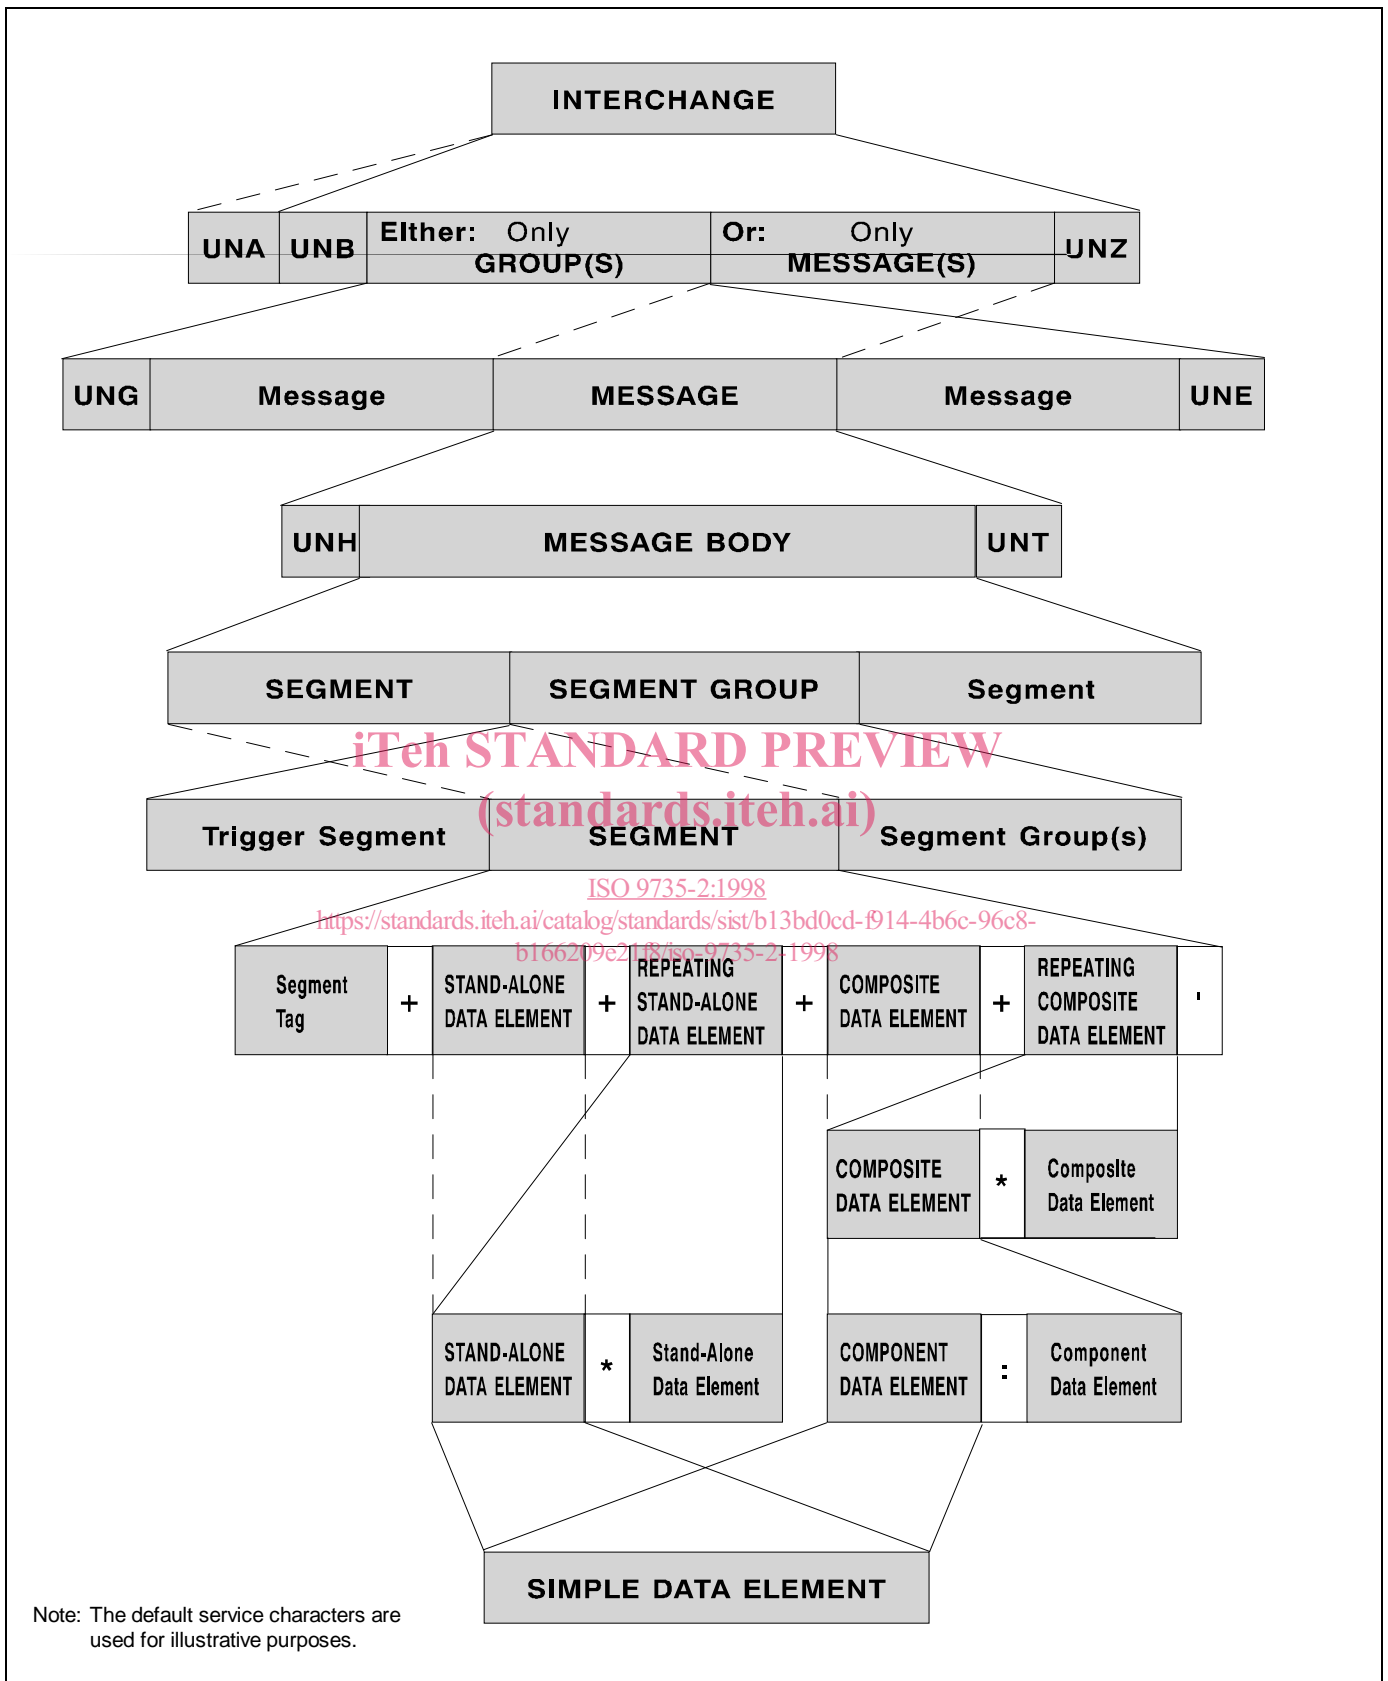 INTERCHANGE
UNA UNB Either: Only GROUP(S) Or: Only MESSAGE(S) UNZ
UNG Message MESSAGE Message UNE
UNH MESSAGE BODY UNT
SEGMENT SEGMENT GROUP Segment
iTeh STANDARD PREVIEW
(standards.iteh.ai)
Trigger Segment SEGMENT Segment Group(s)
ISO 9735-2:1998
https://standards.iteh.ai/catalog/standards/sist/b13bd0cd-f914-4b6c-96c8-
b166209e21f8/iso-9735-2-1998
Segment Tag + STAND-ALONE DATA ELEMENT + REPEATING STAND-ALONE DATA ELEMENT + COMPOSITE DATA ELEMENT + REPEATING COMPOSITE DATA ELEMENT '
COMPOSITE DATA ELEMENT * Composite Data Element
STAND-ALONE DATA ELEMENT * Stand-Alone Data Element COMPONENT DATA ELEMENT : Component Data Element
SIMPLE DATA ELEMENT
Note: The default service characters are
used for illustrative purposes.